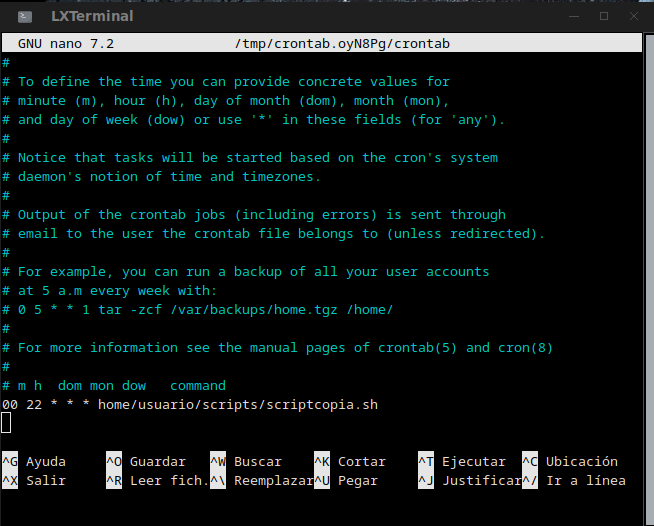 LXTerminal
GNU nano 7.2 /tmp/crontab.oyN8Pg/crontab
#
# To define the time you can provide concrete values for
# minute (m), hour (h), day of month (dom), month (mon),
# and day of week (dow) or use '*' in these fields (for 'any').
#
# Notice that tasks will be started based on the cron's system
# daemon's notion of time and timezones.
#
# Output of the crontab jobs (including errors) is sent through
# email to the user the crontab file belongs to (unless redirected).
#
# For example, you can run a backup of all your user accounts
# at 5 a.m every week with:
# 0 5 * * 1 tar -zcf /var/backups/home.tgz /home/
#
# For more information see the manual pages of crontab(5) and cron(8)
#
# m h  dom mon dow   command
00 22 * * * home/usuario/scripts/scriptcopia.sh
^G Ayuda ^O Guardar ^W Buscar ^K Cortar ^T Ejecutar ^C Ubicación
^X Salir ^R Leer fich. ^\ Reemplazar ^U Pegar ^J Justificar ^/ Ir a línea